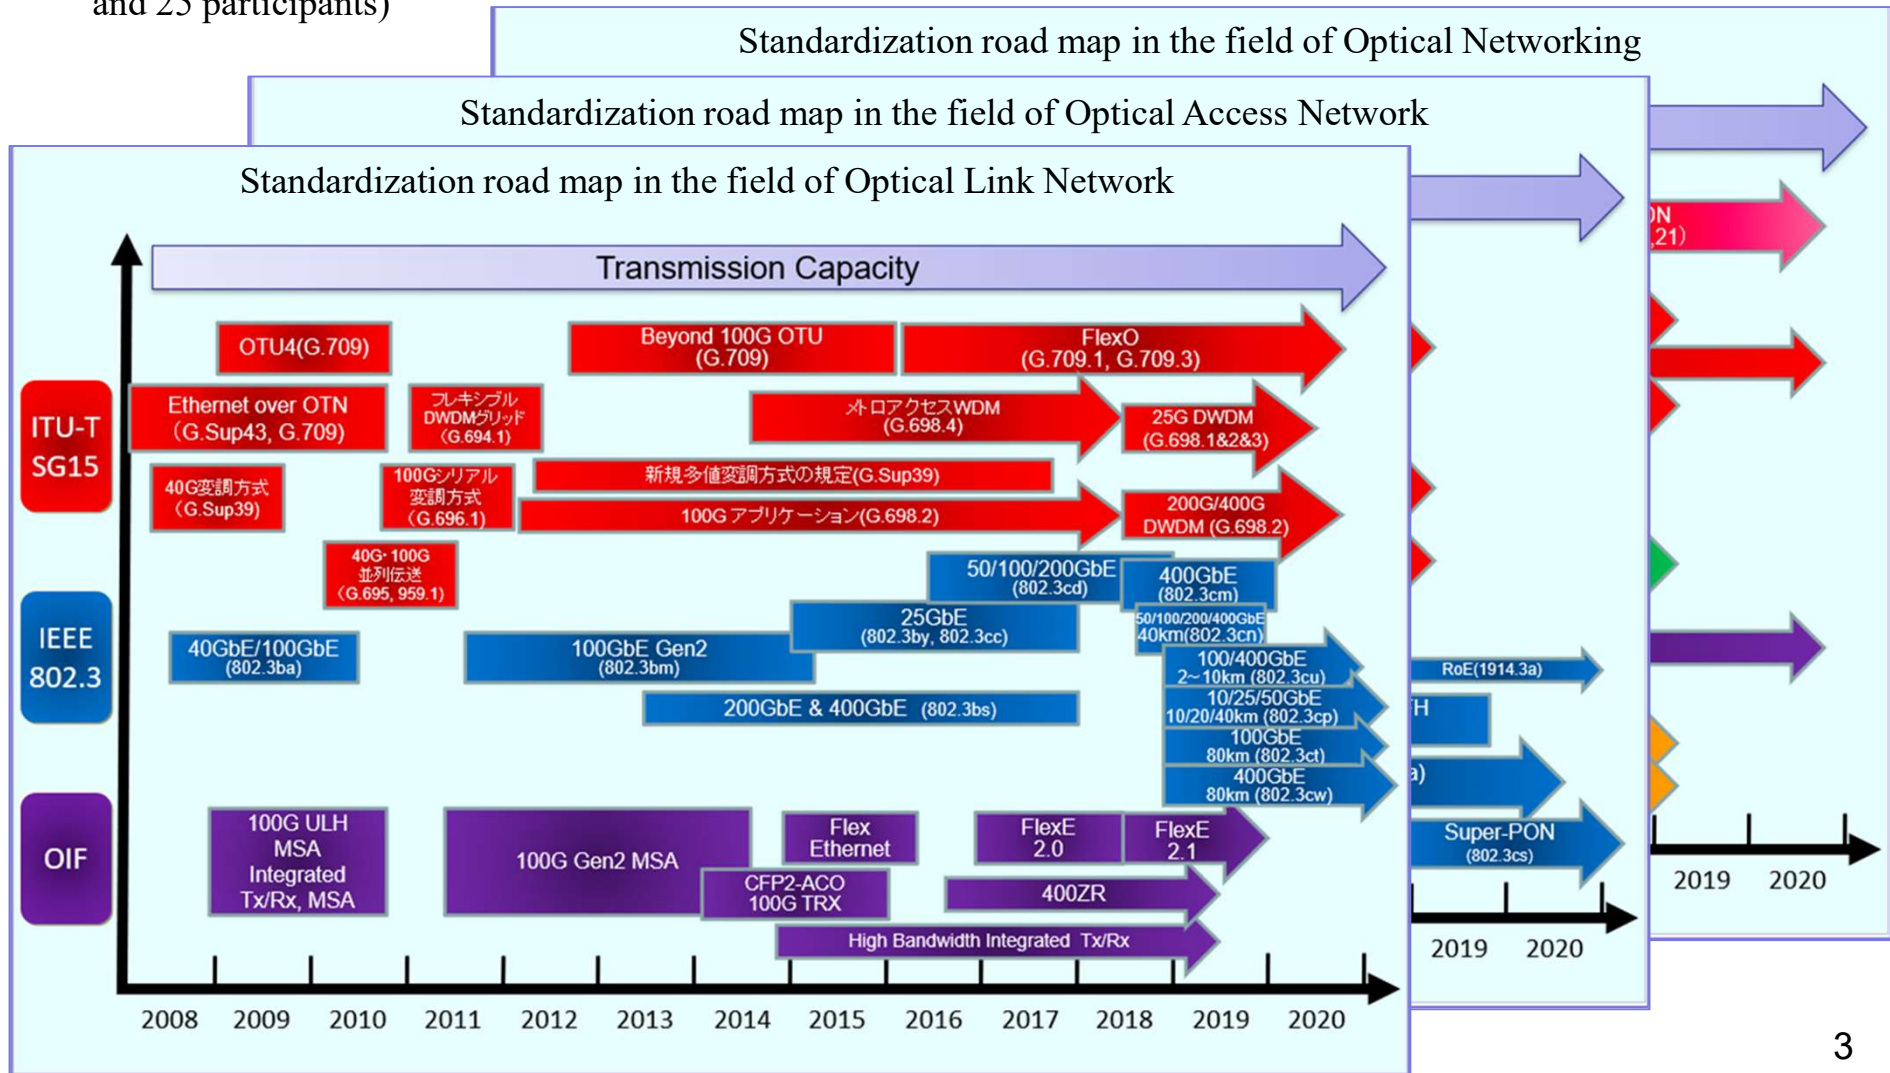 and 25 participants)
Standardization road map in the field of Optical Networking
Standardization road map in the field of Optical Access Network
Standardization road map in the field of Optical Link Network
Transmission Capacity
ITU-T
SG15
OTU4(G.709)
Beyond 100G OTU
(G.709)
FlexO
(G.709.1, G.709.3)
Ethernet over OTN
（G.Sup43, G.709)
フレキシブル
DWDMグリッド
（G.694.1)
メトロアクセスWDM
(G.698.4)
25G DWDM
(G.698.1&2&3)
40G変調方式
（G.Sup39)
100Gシリアル
変調方式
（G.696.1)
新規多値変調方式の規定(G.Sup39)
100G アプリケーション(G.698.2)
200G/400G
DWDM (G.698.2)
40G・100G
並列伝送
（G.695, 959.1)
IEEE
802.3
50/100/200GbE
(802.3cd)
400GbE
(802.3cm)
25GbE
(802.3by, 802.3cc)
50/100/200/400GbE
40km(802.3cn)
40GbE/100GbE
(802.3ba)
100GbE Gen2
(802.3bm)
100/400GbE
2～10km (802.3cu)
200GbE & 400GbE (802.3bs)
10/25/50GbE
10/20/40km (802.3cp)
100GbE
80km (802.3ct)
400GbE
80km (802.3cw)
OIF
100G ULH
MSA
Integrated
Tx/Rx, MSA
100G Gen2 MSA
Flex
Ethernet
FlexE
2.0
FlexE
2.1
CFP2-ACO
100G TRX
400ZR
High Bandwidth Integrated Tx/Rx
2008 2009 2010 2011 2012 2013 2014 2015 2016 2017 2018 2019 2020
RoE(1914.3a)
FH
a)
Super-PON
(802.3cs)
2019 2020
ON
,21）
2019 2020
3